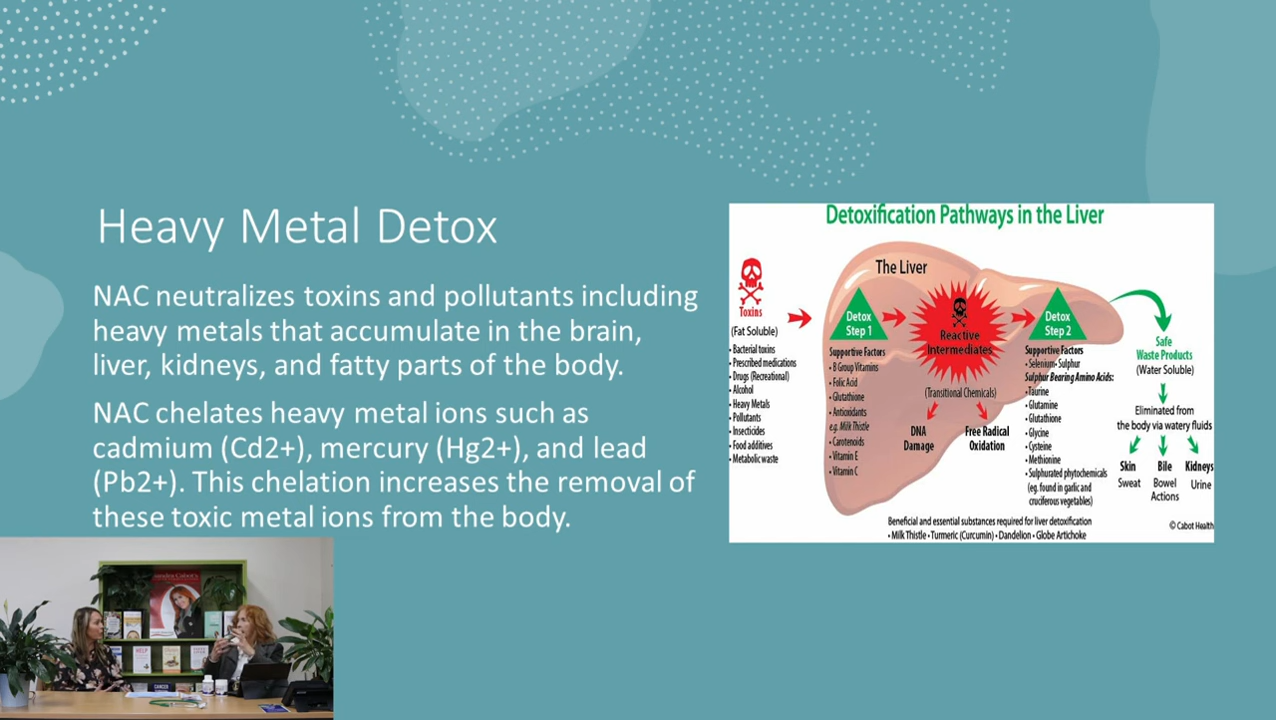 Heavy Metal Detox
NAC neutralizes toxins and pollutants including
heavy metals that accumulate in the brain,
liver, kidneys, and fatty parts of the body.
NAC chelates heavy metal ions such as
cadmium (Cd2+), mercury (Hg2+), and lead
(Pb2+). This chelation increases the removal of
these toxic metal ions from the body.
Detoxification Pathways in the Liver
The Liver
Toxins
(Fat Soluble)
• Bacterial toxins
• Prescribed medications
• Drugs (Recreational)
• Alcohol
• Heavy Metals
• Pollutants
• Insecticides
• Food additives
• Metabolic waste
Detox
Step 1
Supportive Factors
• B Group Vitamins
• Folic Acid
• Glutathione
• Antioxidants
e.g. Milk Thistle
• Carotenoids
• Vitamin E
• Vitamin C
Reactive
Intermediates
(Transitional Chemicals)
DNA
Damage
Free Radical
Oxidation
Detox
Step 2
Supportive Factors
• Selenium • Sulphur
Sulphur Bearing Amino Acids:
• Taurine
• Glutamine
• Glutathione
• Glycine
• Cysteine
• Methionine
• Sulphurated phytochemicals
(eg. found in garlic and
cruciferous vegetables)
Safe
Waste Products
(Water Soluble)
Eliminated from
the body via watery fluids
Skin
Sweat
Bile
Bowel
Actions
Kidneys
Urine
Beneficial and essential substances required for liver detoxification
• Milk Thistle • Turmeric (Curcumin) • Dandelion • Globe Artichoke
© Cabot Health